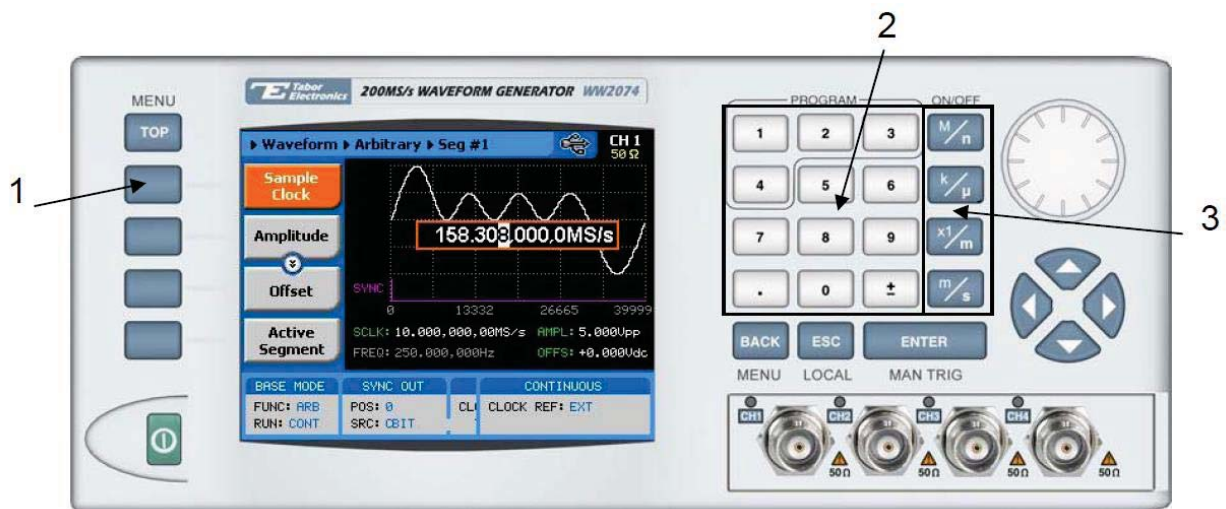 2
1
3
MENU
TOP
Tabor Electronics 200MS/s WAVEFORM GENERATOR WW2074
Waveform Arbitrary Seg #1
CH 1
50 Ω
Sample Clock
Amplitude
Offset
Active Segment
158.308,000,0MS/s
SYNC
0 13332 26665 39999
SCLK: 10.000,000,00MS/s AMPL: 5.000Vpp
FREQ: 250.000,000Hz OFFS: +0.000Vdc
BASE MODE SYNC OUT CONTINUOUS
FUNC: ARB POS: 0 CLOCK REF: EXT
RUN: CONT SRC: CBIT
PROGRAM ON/OFF
1 2 3 M/n
4 5 6 k/µ
7 8 9 x1/m
. 0 ± m/s
BACK ESC ENTER
MENU LOCAL MAN TRIG
CH1 CH2 CH3 CH4
50Ω 50Ω 50Ω 50Ω